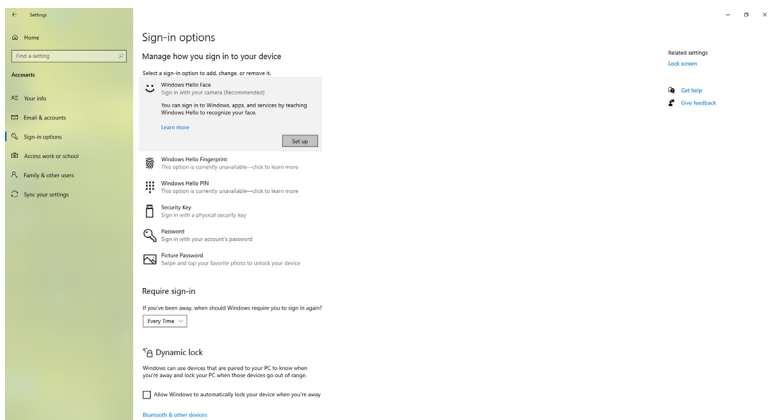 Settings
Home
Find a setting
Accounts
Your info
Email & accounts
Sign-in options
Access work or school
Family & other users
Sync your settings
Sign-in options
Manage how you sign in to your device
Select a sign-in option to add, change, or remove it.
Windows Hello Face
Sign in with your camera (Recommended)
You can sign in to Windows, apps, and services by teaching
Windows Hello to recognize your face.
Learn more
Set up
Windows Hello Fingerprint
This option is currently unavailable—click to learn more
Windows Hello PIN
This option is currently unavailable—click to learn more
Security Key
Sign in with a physical security key
Password
Sign in with your account's password
Picture Password
Swipe and tap your favorite photo to unlock your device
Require sign-in
If you've been away, when should Windows require you to sign in again?
Every Time
Dynamic lock
Windows can use devices that are paired to your PC to know when
you're away and lock your PC when those devices go out of range.
Allow Windows to automatically lock your device when you're away
Bluetooth & other devices
Related settings
Lock screen
Get help
Give feedback